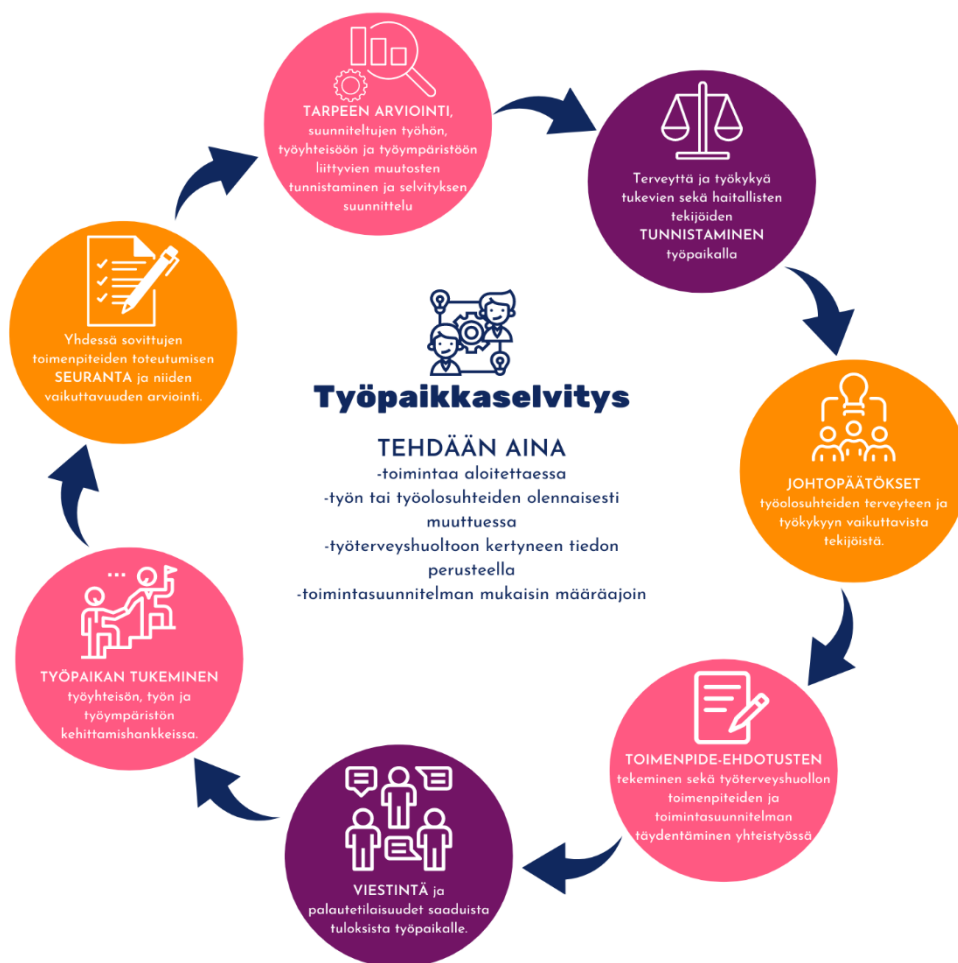 TARPEEN ARVIOINTI,
suunniteltujen työhön,
työyhteisöön ja työympäristöön
liittyvien muutosten
tunnistaminen ja selvityksen
suunnittelu
Terveyttä ja työkykyä
tukevien sekä haitallisten
tekijöiden
TUNNISTAMINEN
työpaikalla
JOHTOPÄÄTÖKSET
työolosuhteiden terveyteen ja
työkykyyn vaikuttavista
tekijöistä.
TOIMENPIDE-EHDOTUSTEN
tekeminen sekä työterveyshuollon
toimenpiteiden ja
toimintasuunnitelman
täydentäminen yhteistyössä
VIESTINTÄ ja
palautetilaisuudet saaduista
tuloksista työpaikalle.
TYÖPAIKAN TUKEMINEN
työyhteisön, työn ja
työympäristön
kehittamishankkeissa.
Yhdessä sovittujen
toimenpiteiden toteutumisen
SEURANTA ja niiden
vaikuttavuuden arviointi.
Työpaikkaselvitys
TEHDÄÄN AINA
-toimintaa aloitettaessa
-työn tai työolosuhteiden olennaisesti
muuttuessa
-työterveyshuoltoon kertyneen tiedon
perusteella
-toimintasuunnitelman mukaisin määräajoin